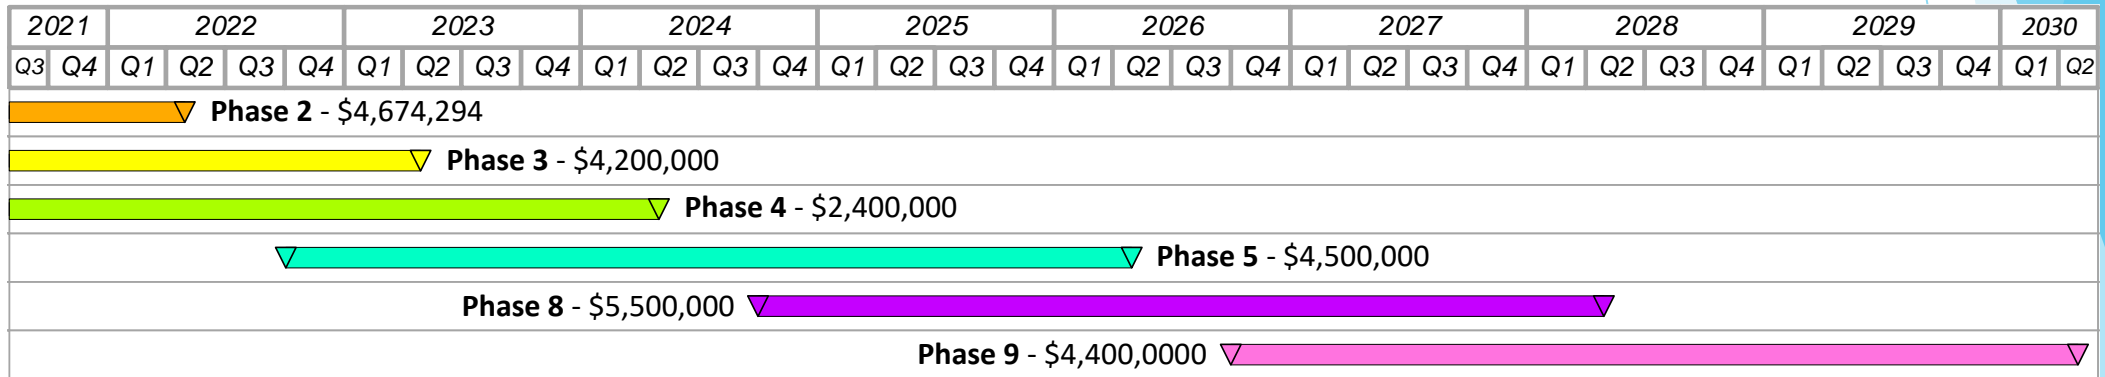 2021 2022 2023 2024 2025 2026 2027 2028 2029 2030
Q3 Q4 Q1 Q2 Q3 Q4 Q1 Q2 Q3 Q4 Q1 Q2 Q3 Q4 Q1 Q2 Q3 Q4 Q1 Q2 Q3 Q4 Q1 Q2 Q3 Q4 Q1 Q2 Q3 Q4 Q1 Q2 Q3 Q4 Q1 Q2
Phase 2 - $4,674,294
Phase 3 - $4,200,000
Phase 4 - $2,400,000
Phase 5 - $4,500,000
Phase 8 - $5,500,000
Phase 9 - $4,400,0000